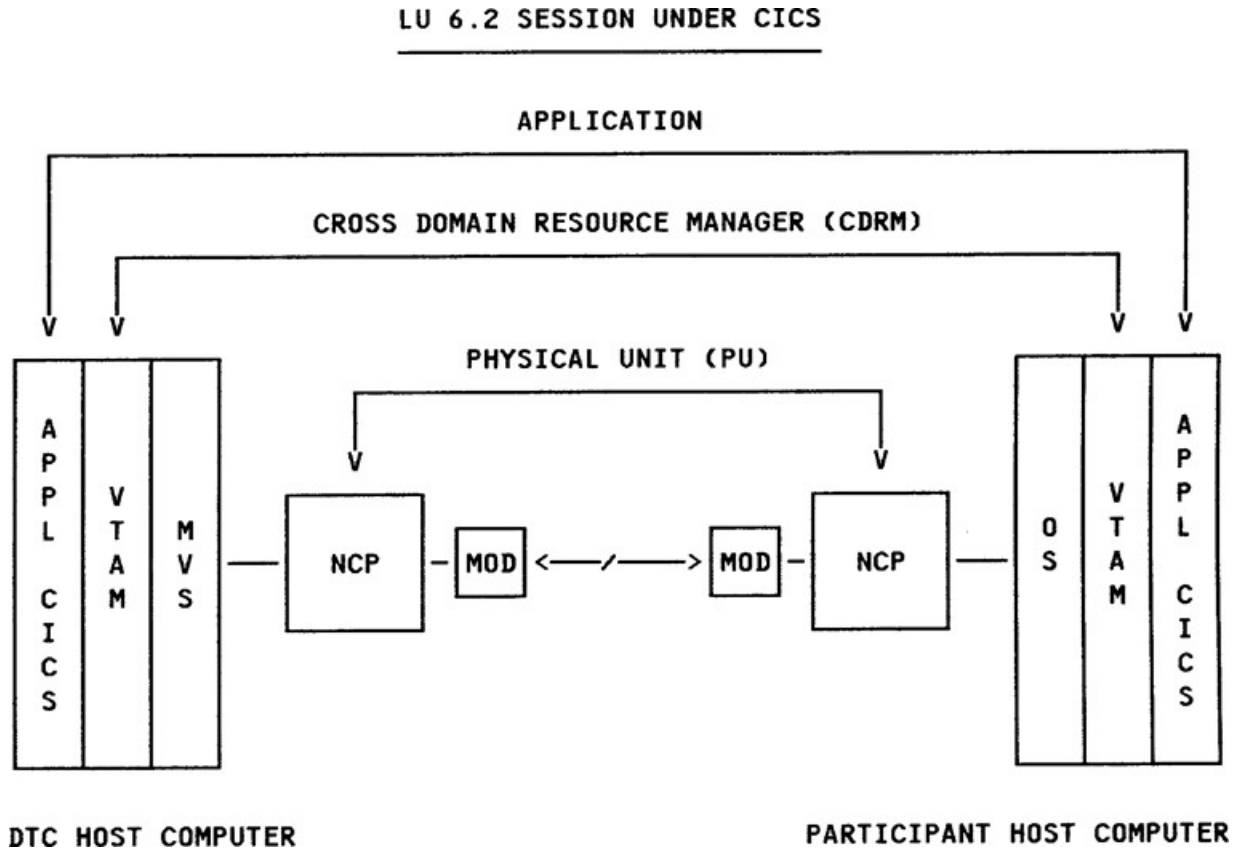 LU 6.2 SESSION UNDER CICS
APPLICATION
CROSS DOMAIN RESOURCE MANAGER (CDRM)
PHYSICAL UNIT (PU)
APPL CICS
VTAM
MVS
NCP
MOD
MOD
NCP
OS
VTAM
APPL CICS
DTC HOST COMPUTER
PARTICIPANT HOST COMPUTER